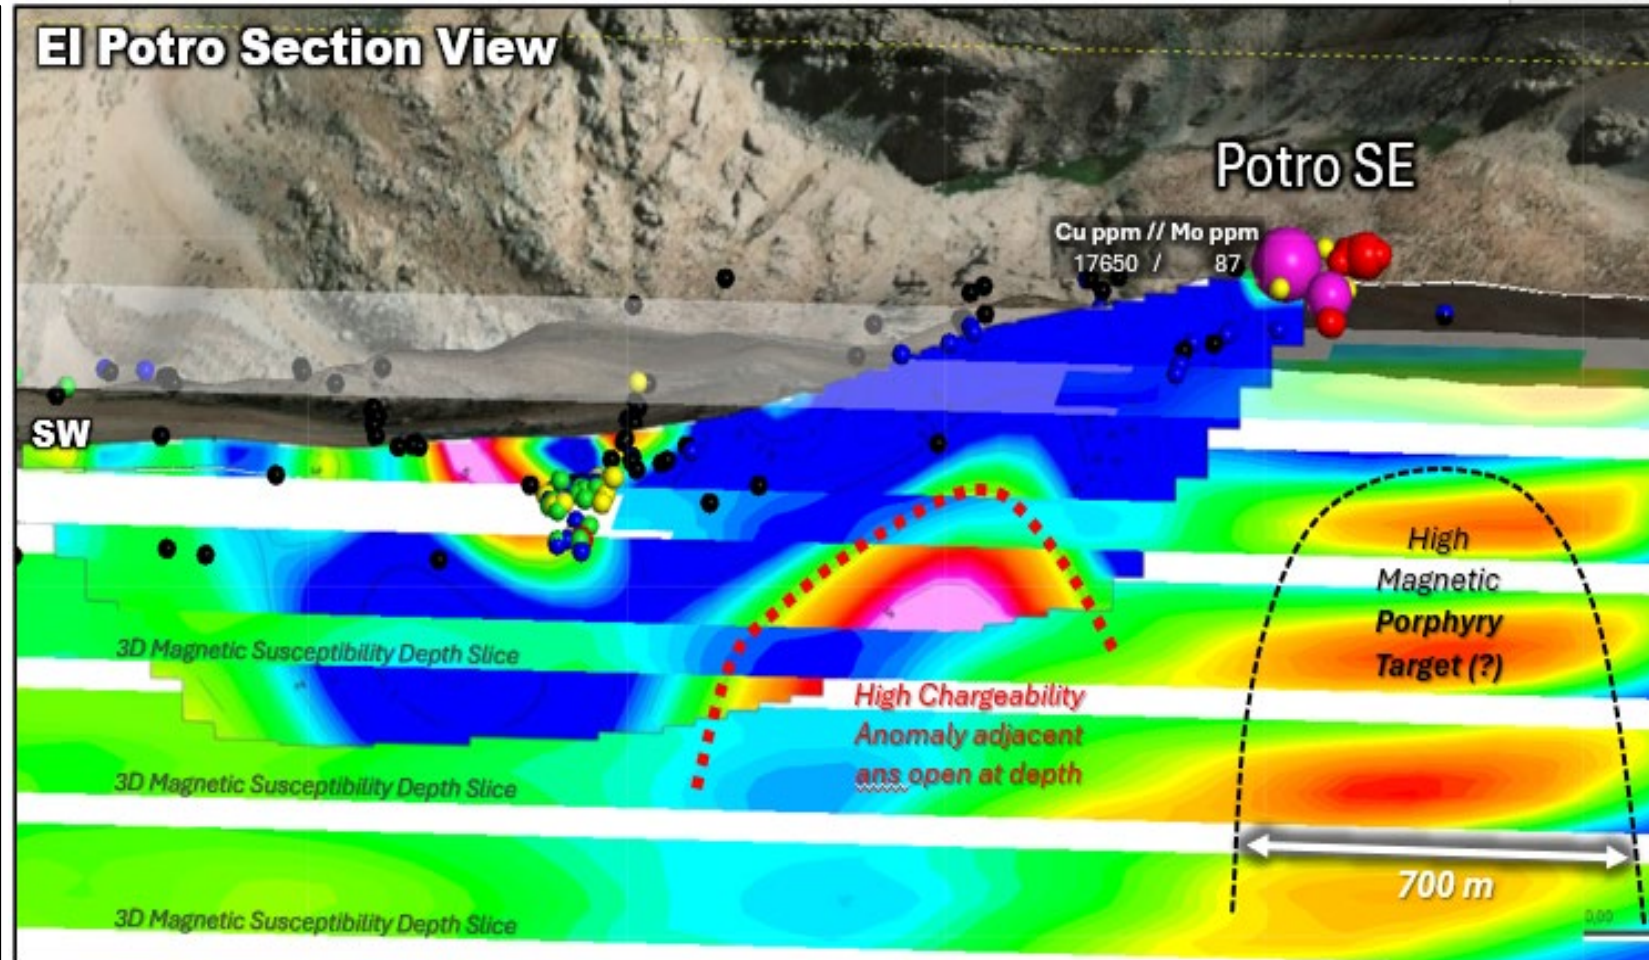 El Potro Section View
Potro SE
Cu ppm // Mo ppm
17650 / 87
SW
High
Magnetic
Porphyry
Target (?)
3D Magnetic Susceptibility Depth Slice
High Chargeability
Anomaly adjacent
ans open at depth
3D Magnetic Susceptibility Depth Slice
700 m
3D Magnetic Susceptibility Depth Slice